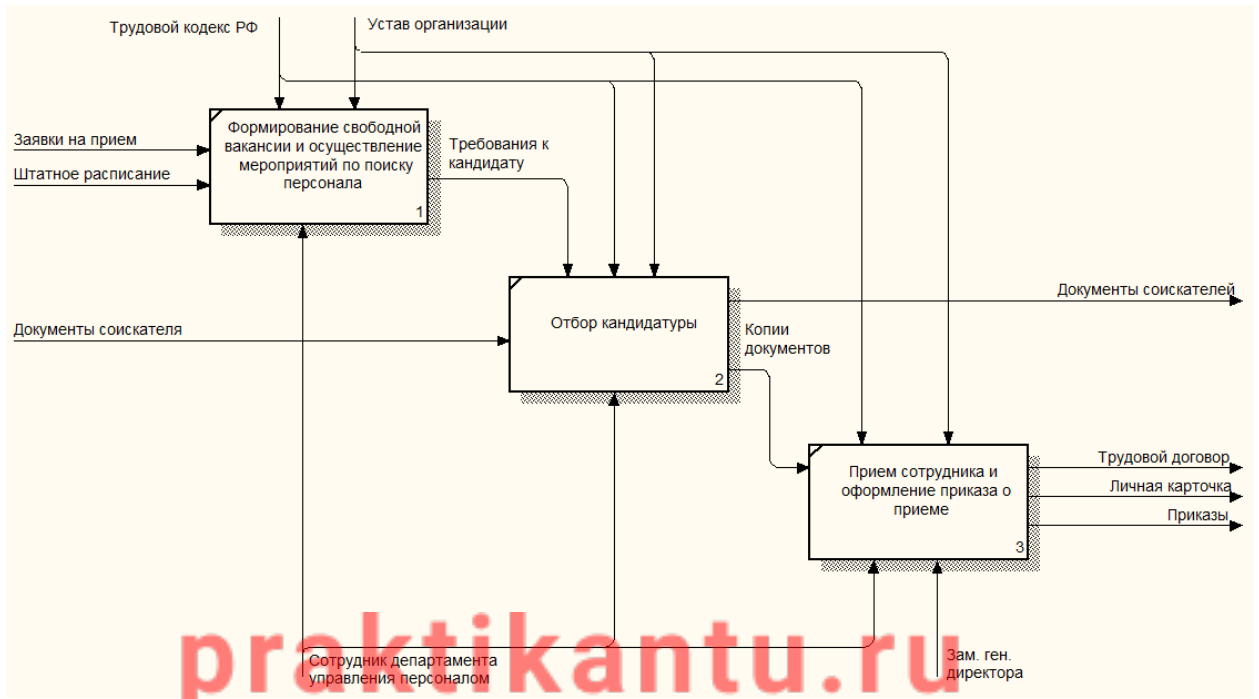 Трудовой кодекс РФ
Устав организации
Заявки на прием
Штатное расписание
Формирование свободной
вакансии и осуществление
мероприятий по поиску
персонала
1
Требования к
кандидату
Документы соискателя
Отбор кандидатуры
2
Документы соискателей
Копии
документов
Прием сотрудника и
оформление приказа о
приеме
3
Трудовой договор
Личная карточка
Приказы
praktikantu.ru
Сотрудник департамента
управления персоналом
Зам. ген.
директора